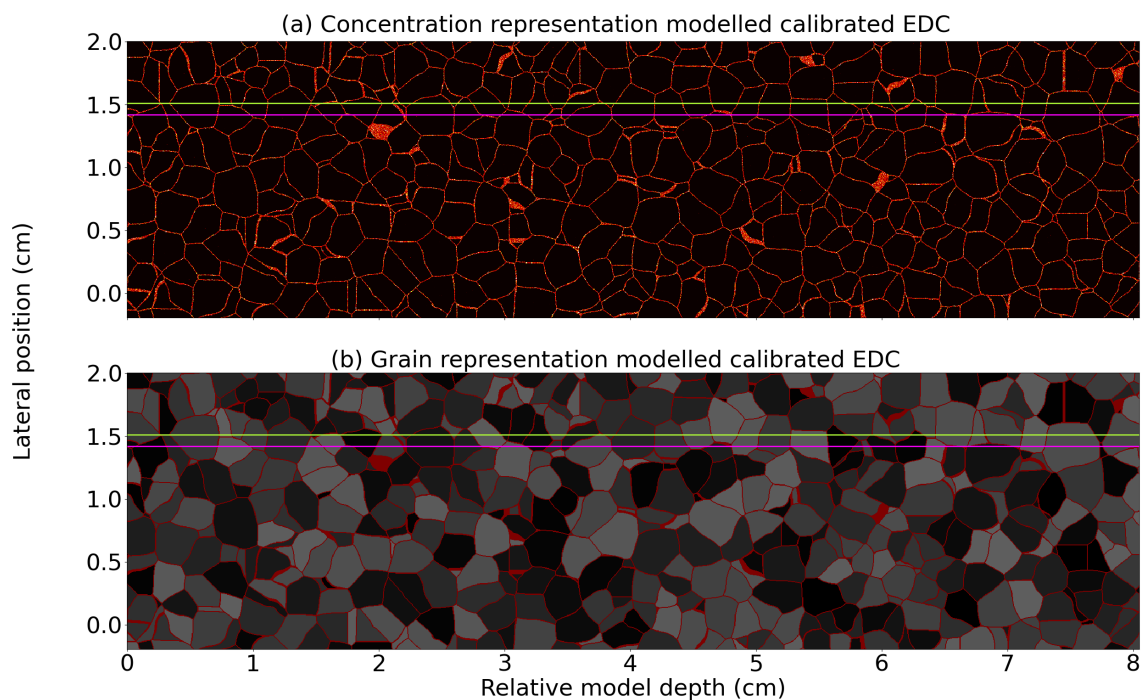 (a) Concentration representation modelled calibrated EDC
2.0
1.5
1.0
0.5
0.0
Lateral position (cm)
(b) Grain representation modelled calibrated EDC
2.0
1.5
1.0
0.5
0.0
0 1 2 3 4 5 6 7 8
Relative model depth (cm)